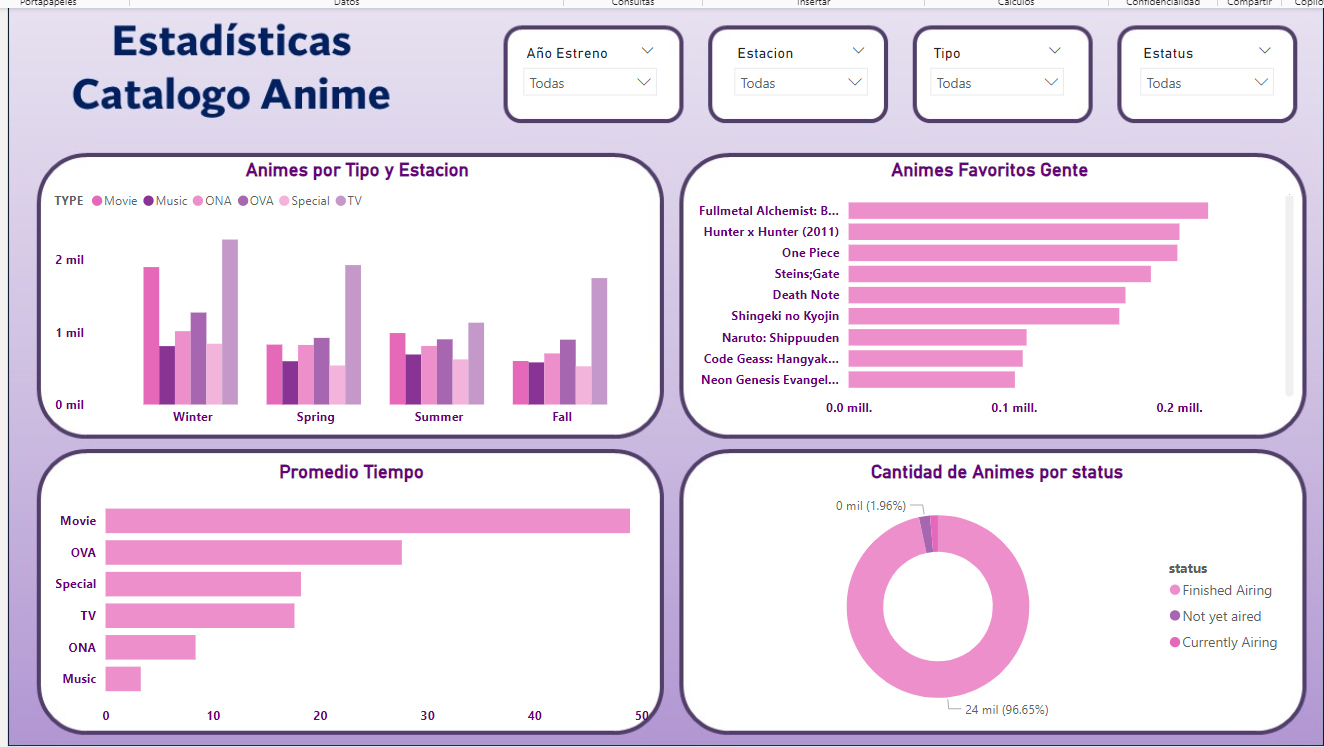 Portapapeles Datos Consultas Insertar Cálculos Confidencialidad Compartir
Estadísticas
Catalogo Anime
Año Estreno
Todas
Estacion
Todas
Tipo
Todas
Estatus
Todas
Animes por Tipo y Estacion
TYPE Movie Music ONA OVA Special TV
2 mil
1 mil
0 mil
Winter Spring Summer Fall
Animes Favoritos Gente
Fullmetal Alchemist: B...
Hunter x Hunter (2011)
One Piece
Steins;Gate
Death Note
Shingeki no Kyojin
Naruto: Shippuuden
Code Geass: Hangyak...
Neon Genesis Evangel...
0.0 mill. 0.1 mill. 0.2 mill.
Promedio Tiempo
Movie
OVA
Special
TV
ONA
Music
0 10 20 30 40 50
Cantidad de Animes por status
0 mil (1.96%)
24 mil (96.65%)
status
Finished Airing
Not yet aired
Currently Airing